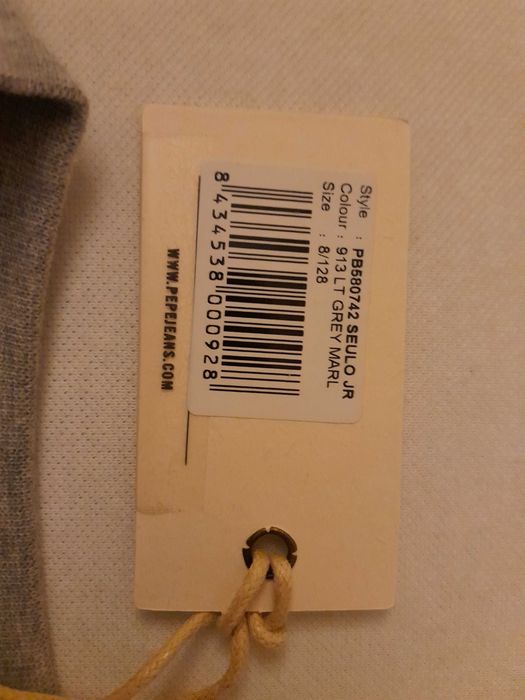 Style : PB580742 SEULO JR
Colour : 913 LT GREY MARL
Size : 8/128
8 434538 000928
WWW.PEPEJEANS.COM